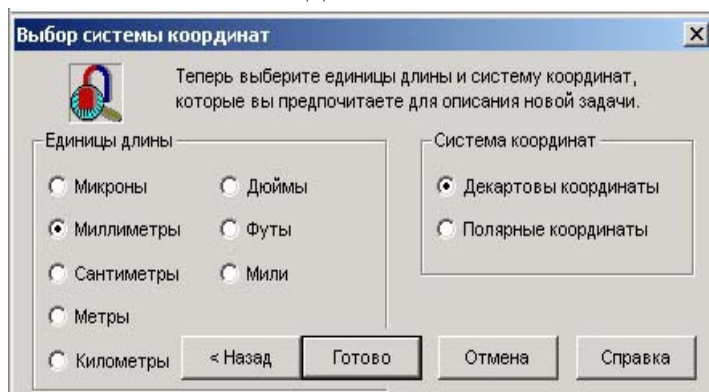 Выбор системы координат
Теперь выберите единицы длины и систему координат,
которые вы предпочитаете для описания новой задачи.
Единицы длины
Микроны
Дюймы
Миллиметры
Футы
Сантиметры
Мили
Метры
Километры
Система координат
Декартовы координаты
Полярные координаты
< Назад
Готово
Отмена
Справка